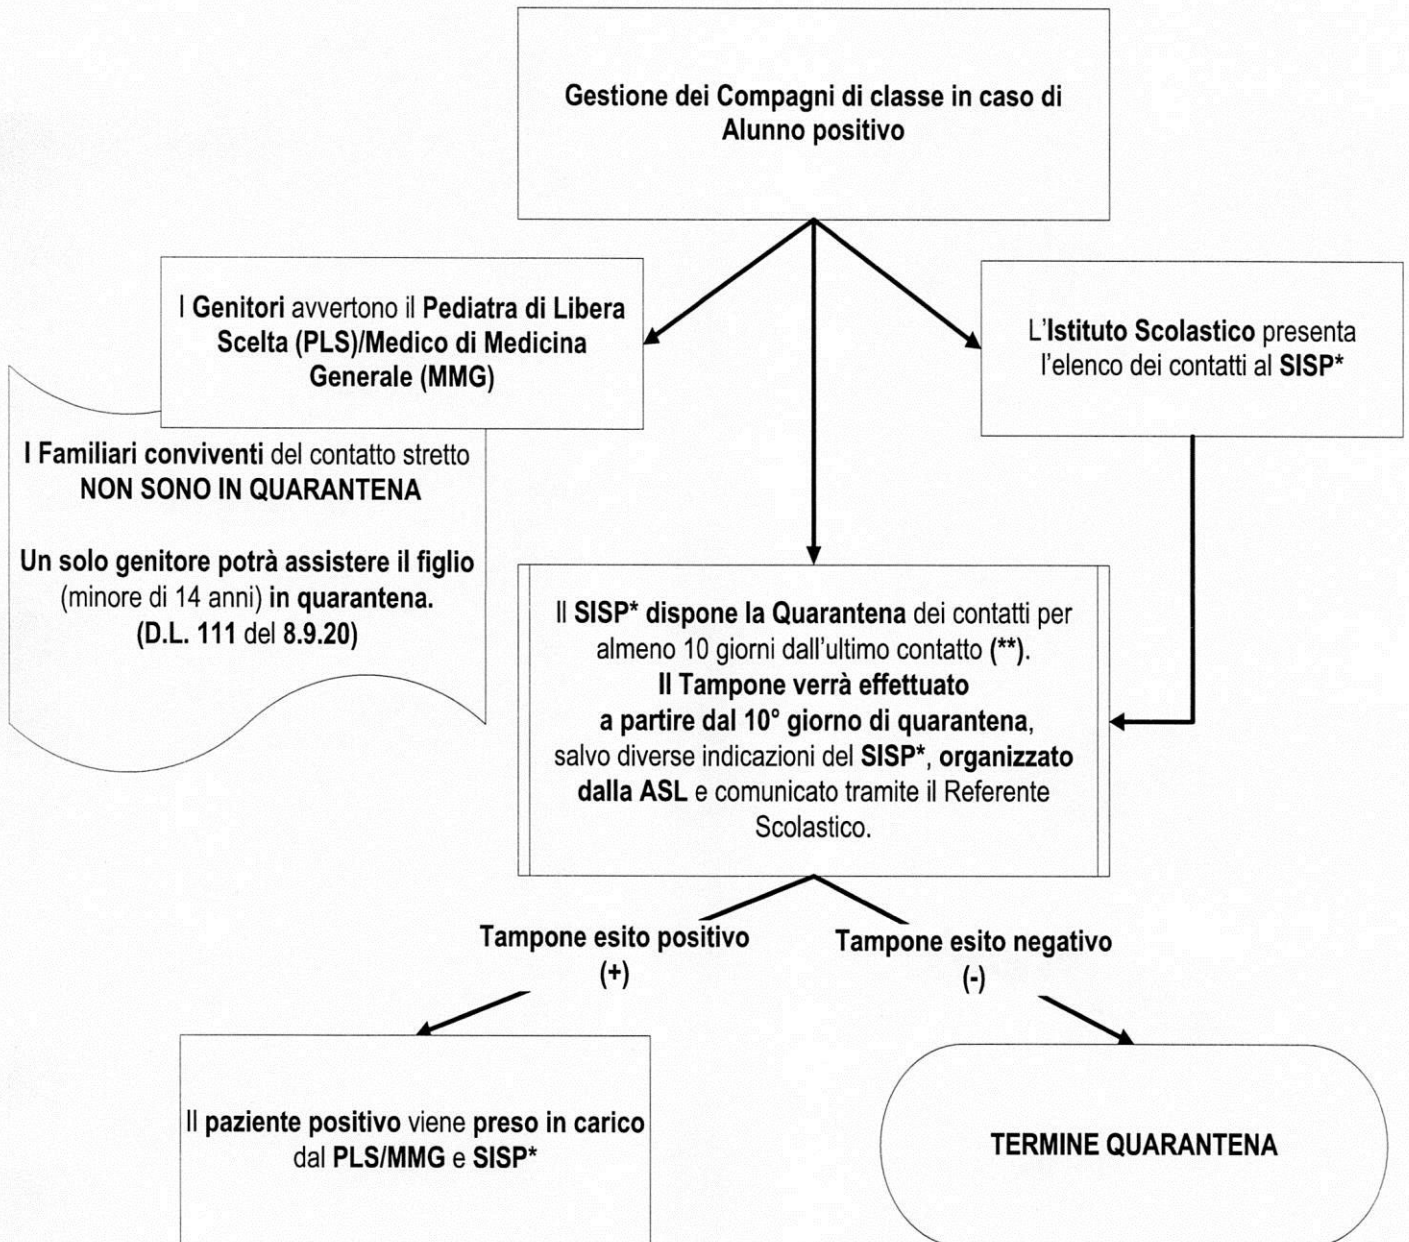 Gestione dei Compagni di classe in caso di
Alunno positivo
I Genitori avvertono il Pediatra di Libera
Scelta (PLS)/Medico di Medicina
Generale (MMG)
L'Istituto Scolastico presenta
l'elenco dei contatti al SISP*
I Familiari conviventi del contatto stretto
NON SONO IN QUARANTENA
Un solo genitore potrà assistere il figlio
(minore di 14 anni) in quarantena.
(D.L. 111 del 8.9.20)
Il SISP* dispone la Quarantena dei contatti per
almeno 10 giorni dall'ultimo contatto (**).
Il Tampone verrà effettuato
a partire dal 10° giorno di quarantena,
salvo diverse indicazioni del SISP*, organizzato
dalla ASL e comunicato tramite il Referente
Scolastico.
Tampone esito positivo
(+)
Tampone esito negativo
(-)
Il paziente positivo viene preso in carico
dal PLS/MMG e SISP*
TERMINE QUARANTENA